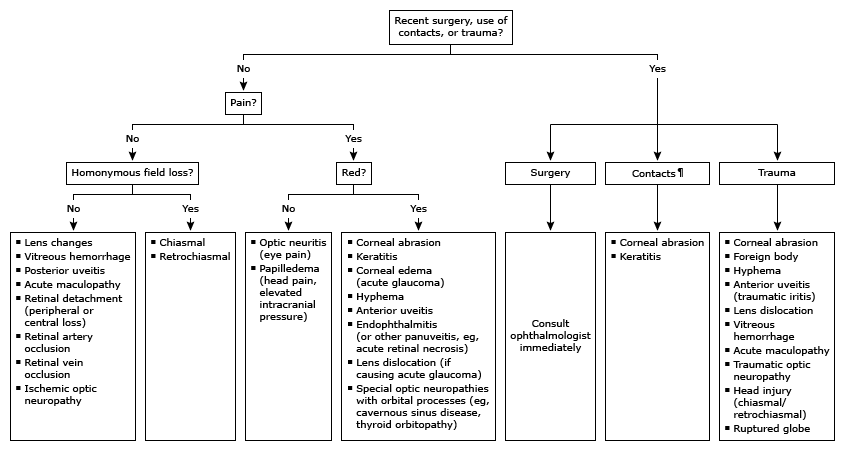 Recent surgery, use of
contacts, or trauma?
No
Yes
Pain?
No
Yes
Homonymous field loss?
Red?
Surgery
Contacts¶
Trauma
No
Yes
No
Yes
▪ Lens changes
▪ Vitreous hemorrhage
▪ Posterior uveitis
▪ Acute maculopathy
▪ Retinal detachment
(peripheral or
central loss)
▪ Retinal artery
occlusion
▪ Retinal vein
occlusion
▪ Ischemic optic
neuropathy
▪ Chiasmal
▪ Retrochiasmal
▪ Optic neuritis
(eye pain)
▪ Papilledema
(head pain,
elevated
intracranial
pressure)
▪ Corneal abrasion
▪ Keratitis
▪ Corneal edema
(acute glaucoma)
▪ Hyphema
▪ Anterior uveitis
▪ Endophthalmitis
(or other panuveitis, eg,
acute retinal necrosis)
▪ Lens dislocation (if
causing acute glaucoma)
▪ Special optic neuropathies
with orbital processes (eg,
cavernous sinus disease,
thyroid orbitopathy)
Consult
ophthalmologist
immediately
▪ Corneal abrasion
▪ Keratitis
▪ Corneal abrasion
▪ Foreign body
▪ Hyphema
▪ Anterior uveitis
(traumatic iritis)
▪ Lens dislocation
▪ Vitreous
hemorrhage
▪ Acute maculopathy
▪ Traumatic optic
neuropathy
▪ Head injury
(chiasmal/
retrochiasmal)
▪ Ruptured globe